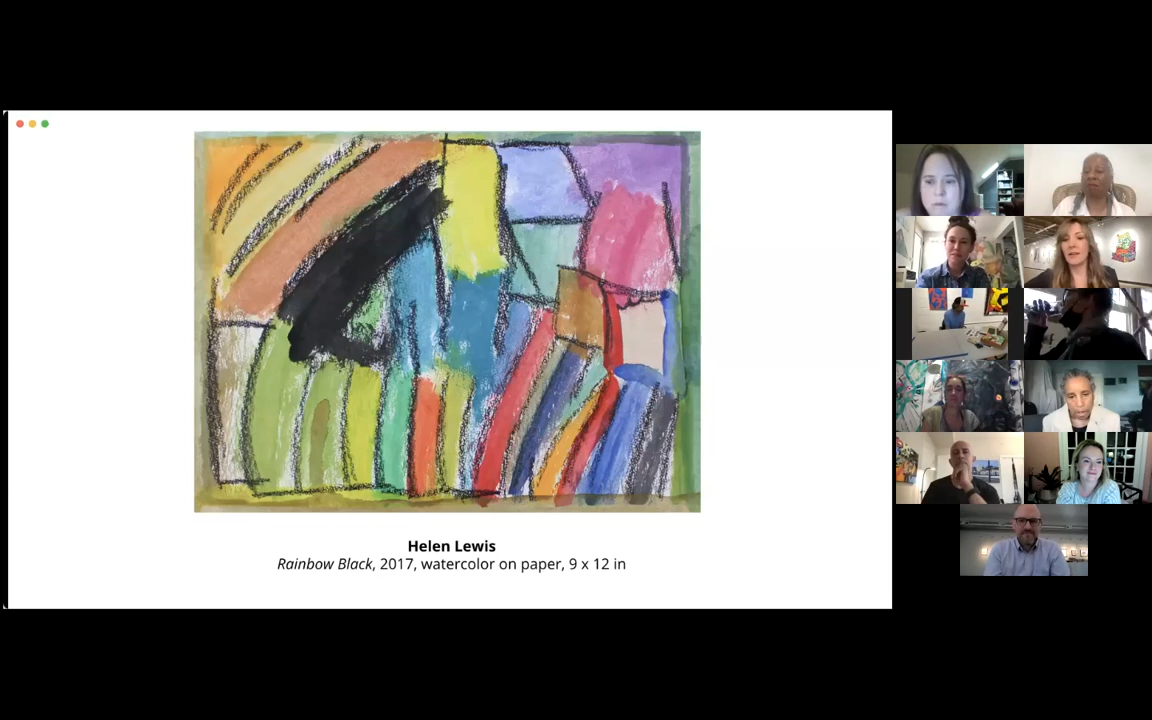 Helen Lewis
Rainbow Black, 2017, watercolor on paper, 9 x 12 in